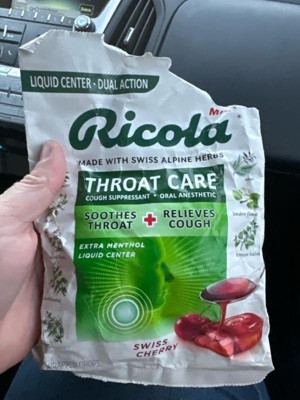 LIQUID CENTER • DUAL ACTION
Ricola
MADE WITH SWISS ALPINE HERBS
THROAT CARE
COUGH SUPPRESSANT • ORAL ANESTHETIC
SOOTHES THROAT + RELIEVES COUGH
EXTRA MENTHOL
LIQUID CENTER
SWISS
CHERRY